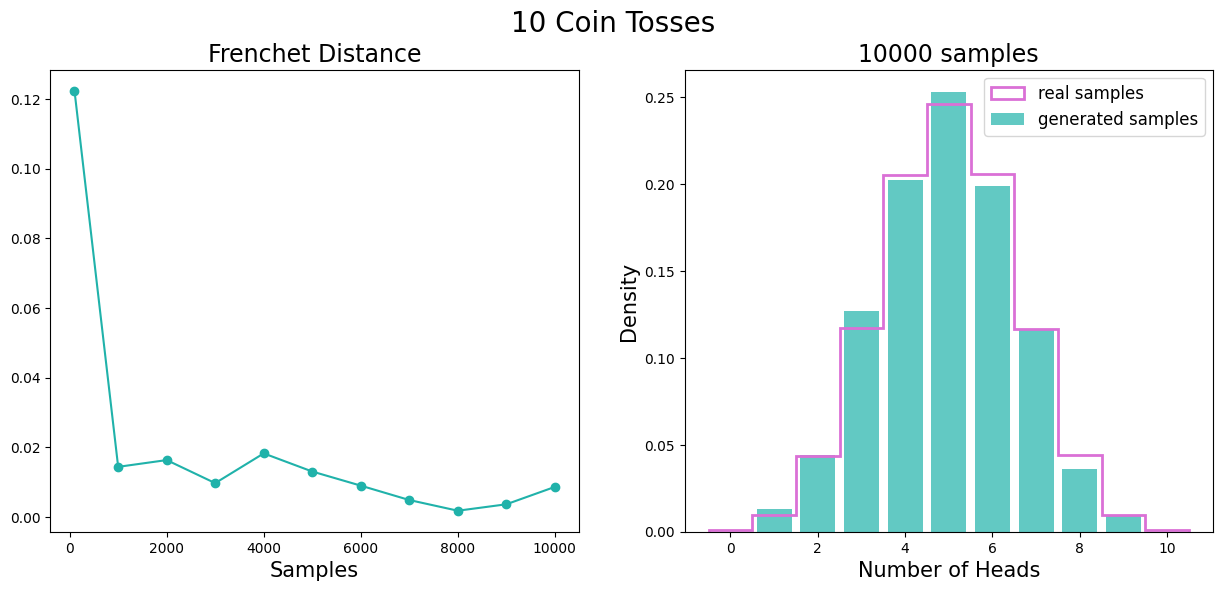 10 Coin Tosses
Frenchet Distance
0.12
0.10
0.08
0.06
0.04
0.02
0.00
0 2000 4000 6000 8000 10000
Samples
10000 samples
real samples
generated samples
Density
0.25
0.20
0.15
0.10
0.05
0.00
0 2 4 6 8 10
Number of Heads